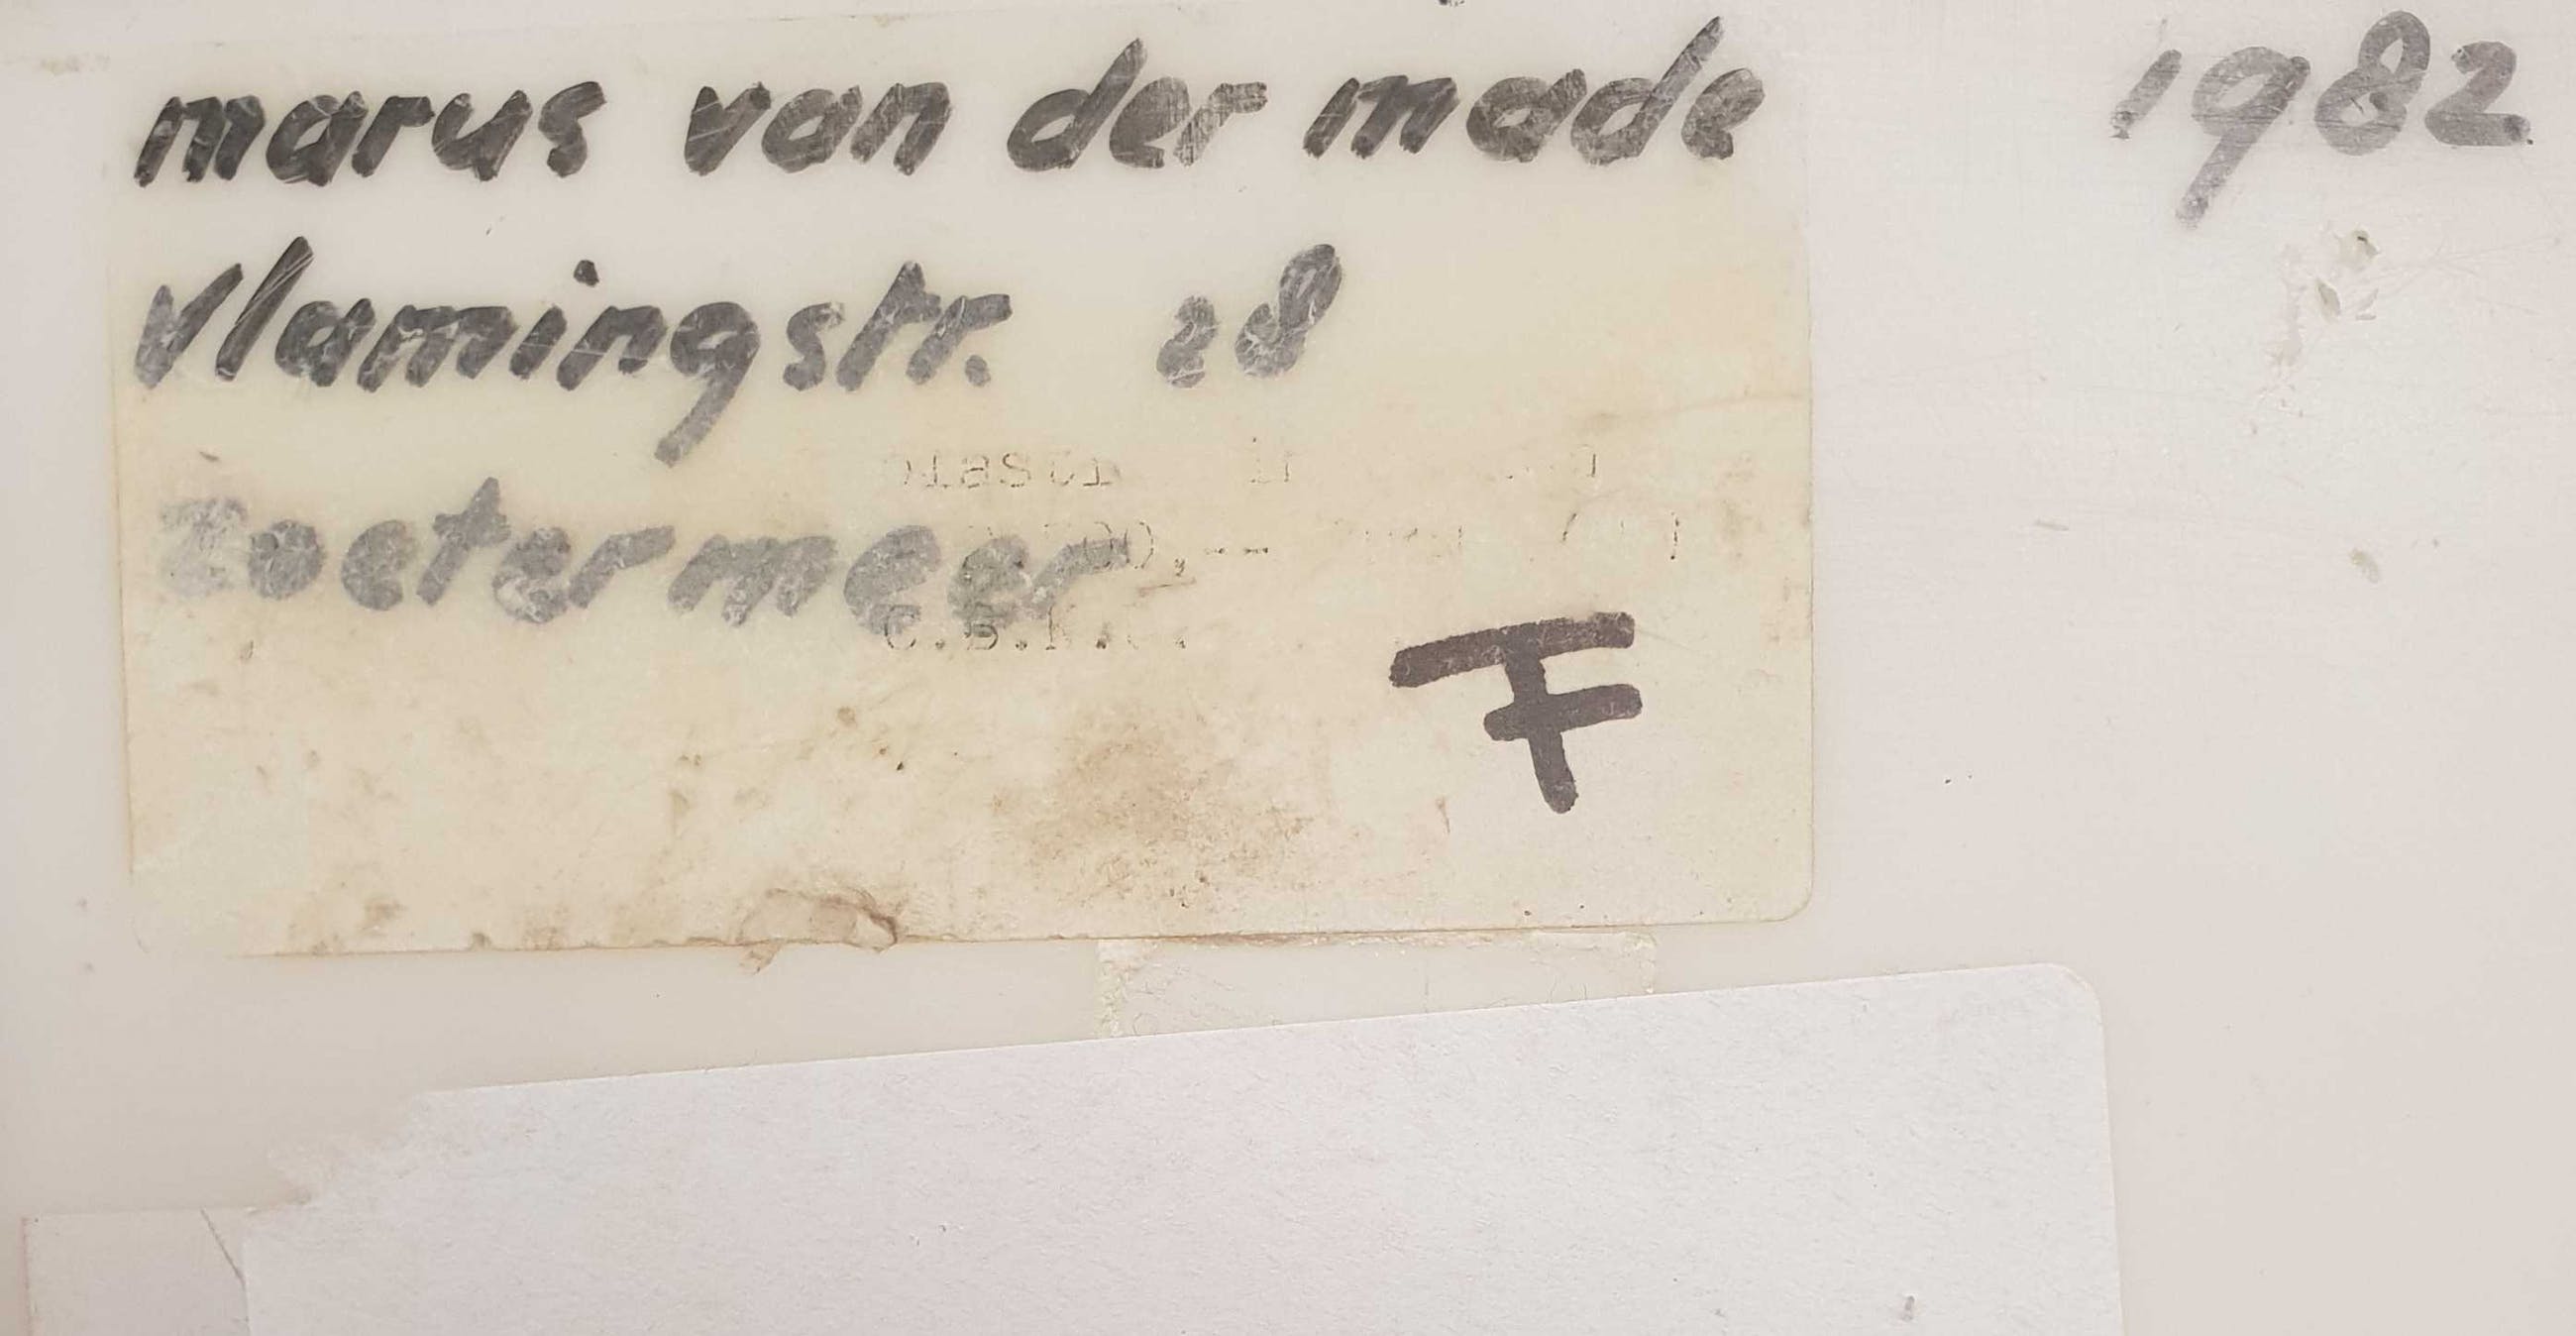 marus van der made 1982
Vlamingstr. 28
Zoetermeer
F